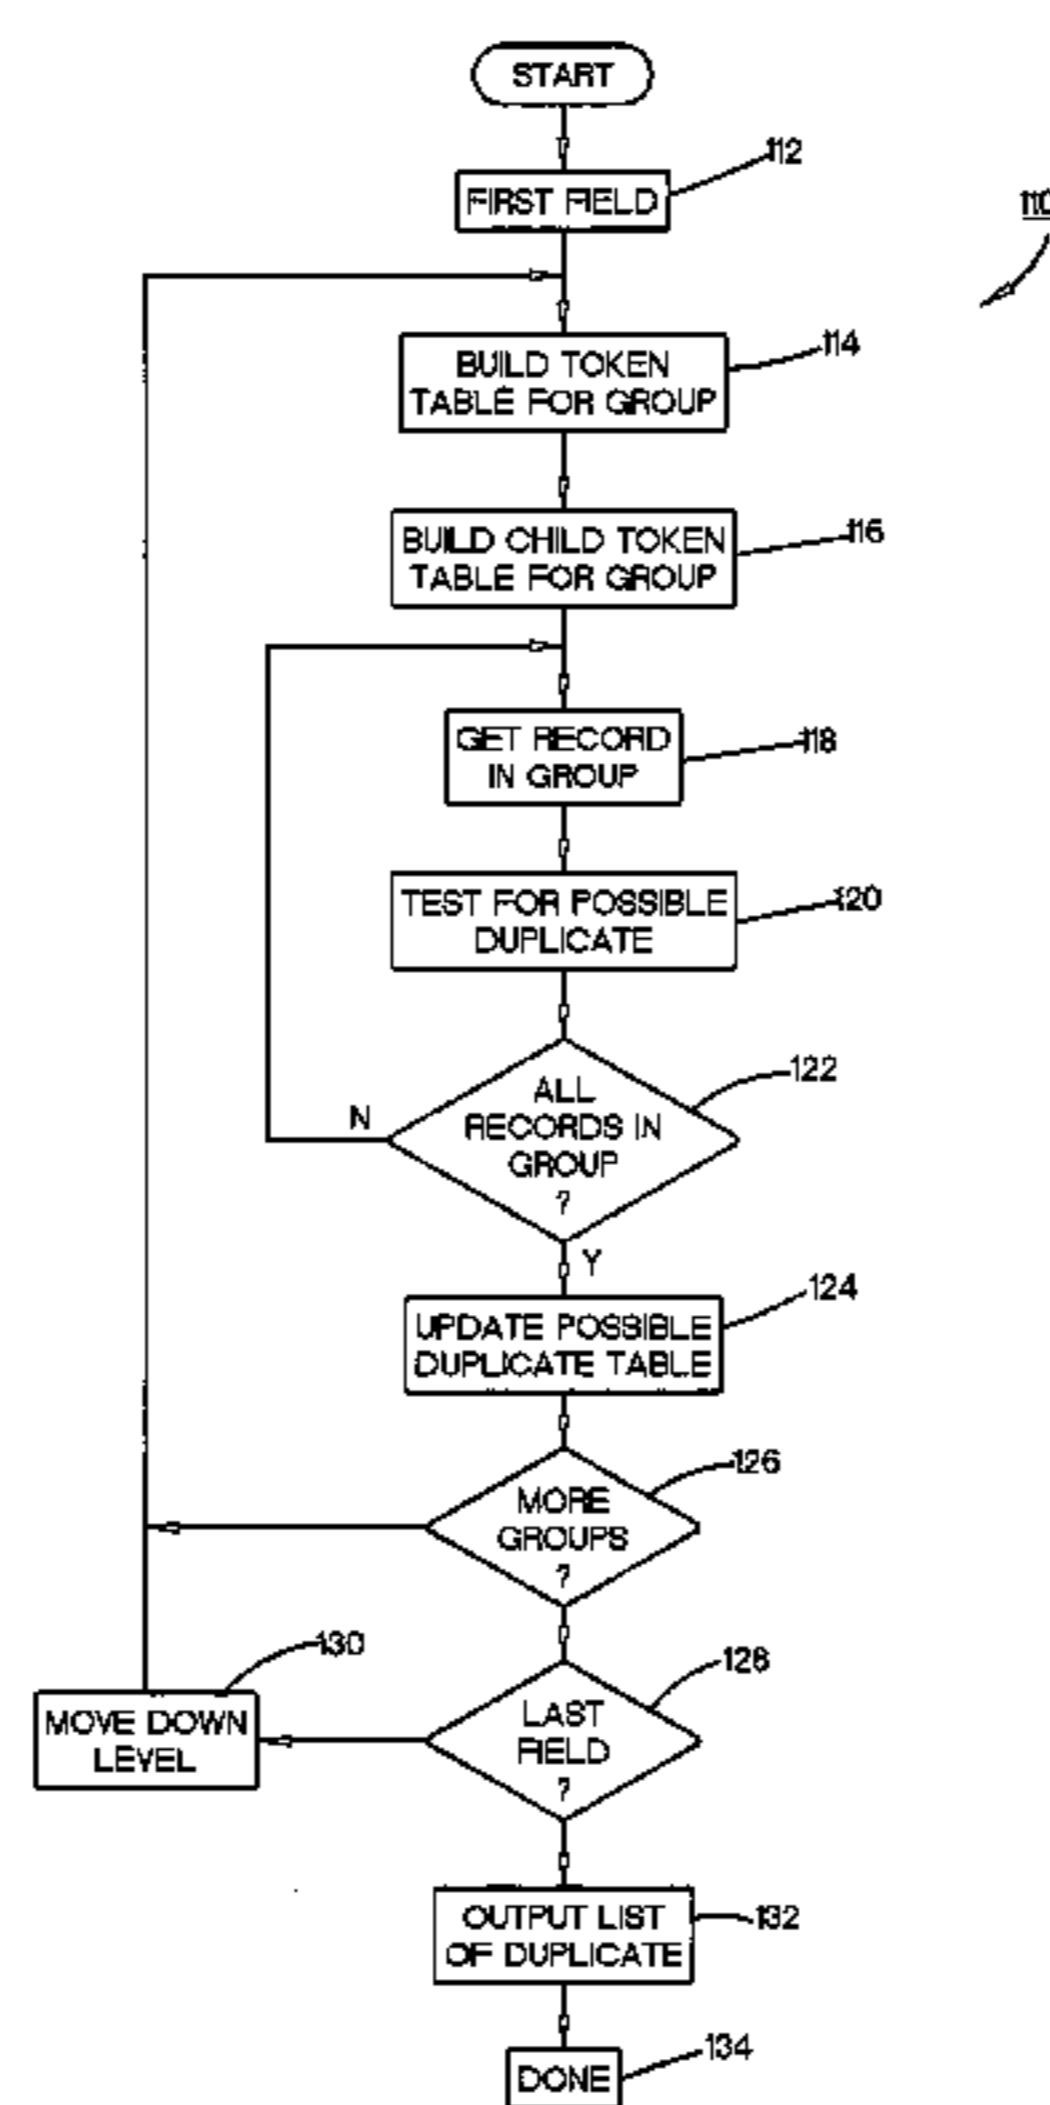 START
112
FIRST FIELD
110
114
BUILD TOKEN
TABLE FOR GROUP
116
BUILD CHILD TOKEN
TABLE FOR GROUP
118
GET RECORD
IN GROUP
120
TEST FOR POSSIBLE
DUPLICATE
122
ALL
RECORDS IN
GROUP
?
N
Y
124
UPDATE POSSIBLE
DUPLICATE TABLE
126
MORE
GROUPS
?
130
MOVE DOWN
LEVEL
128
LAST
FIELD
?
132
OUTPUT LIST
OF DUPLICATE
134
DONE